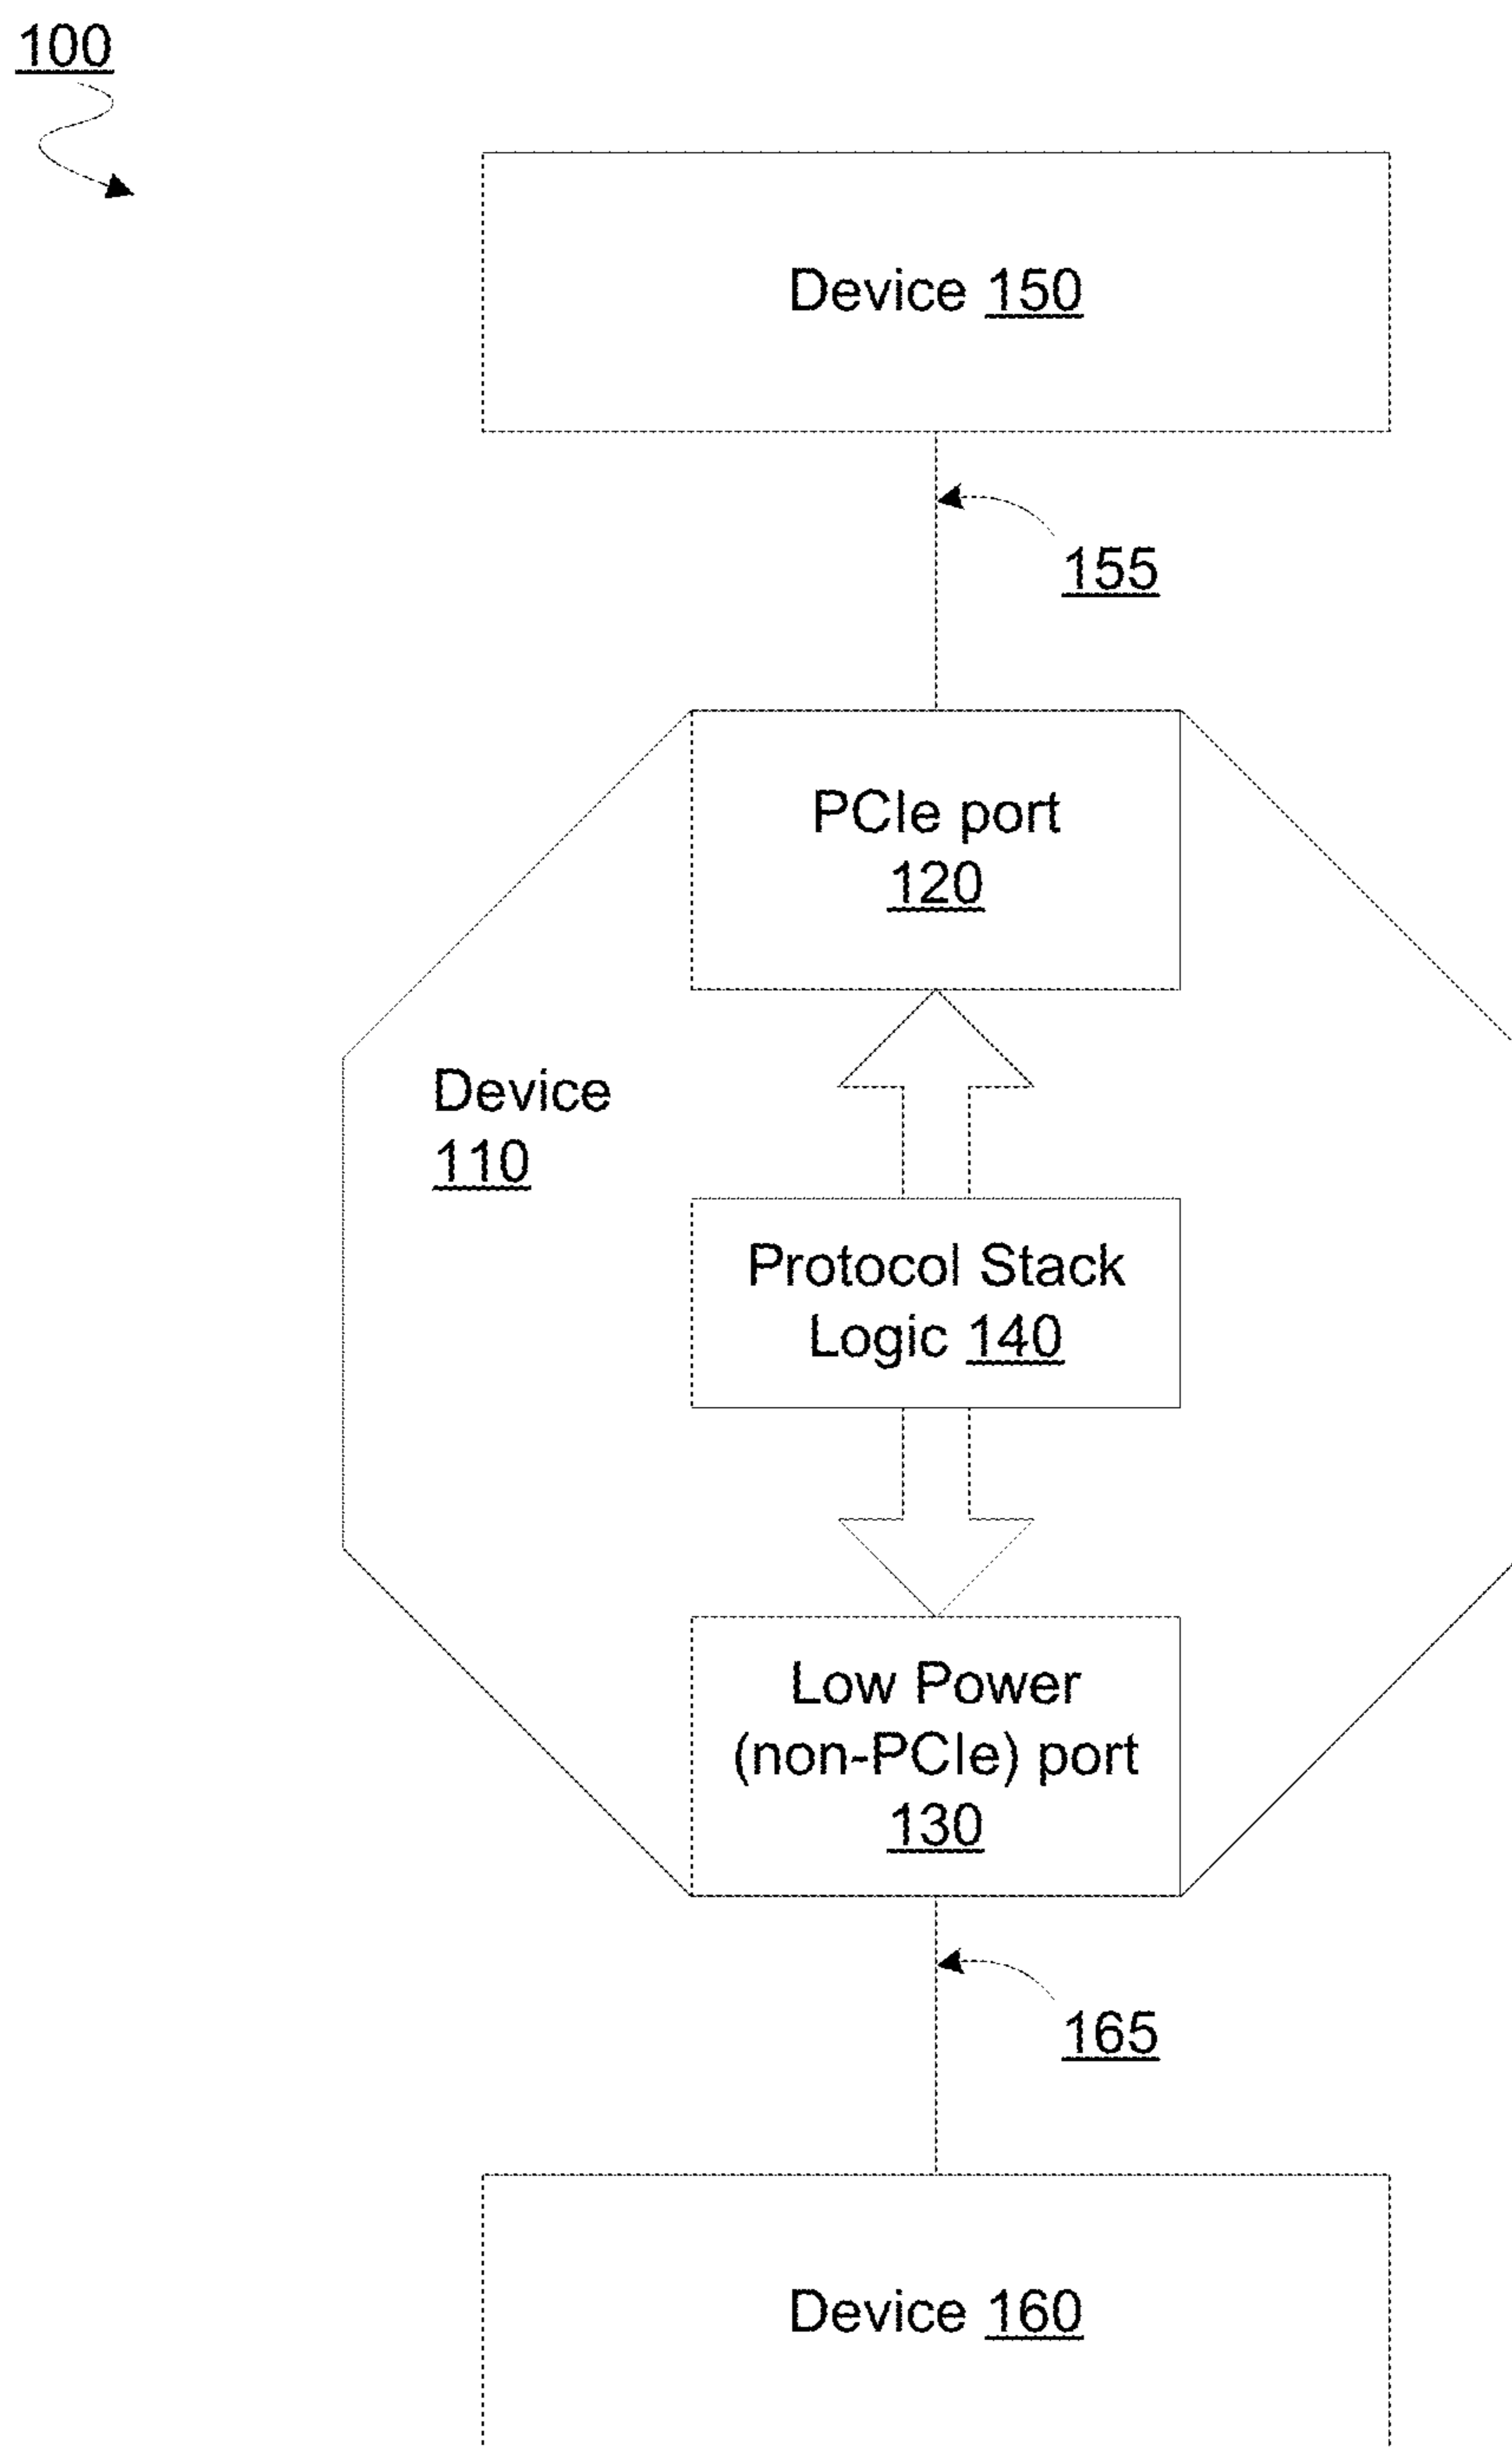 100
Device 150
155
PCIe port
120
Device
110
Protocol Stack
Logic 140
Low Power
(non-PCIe) port
130
165
Device 160